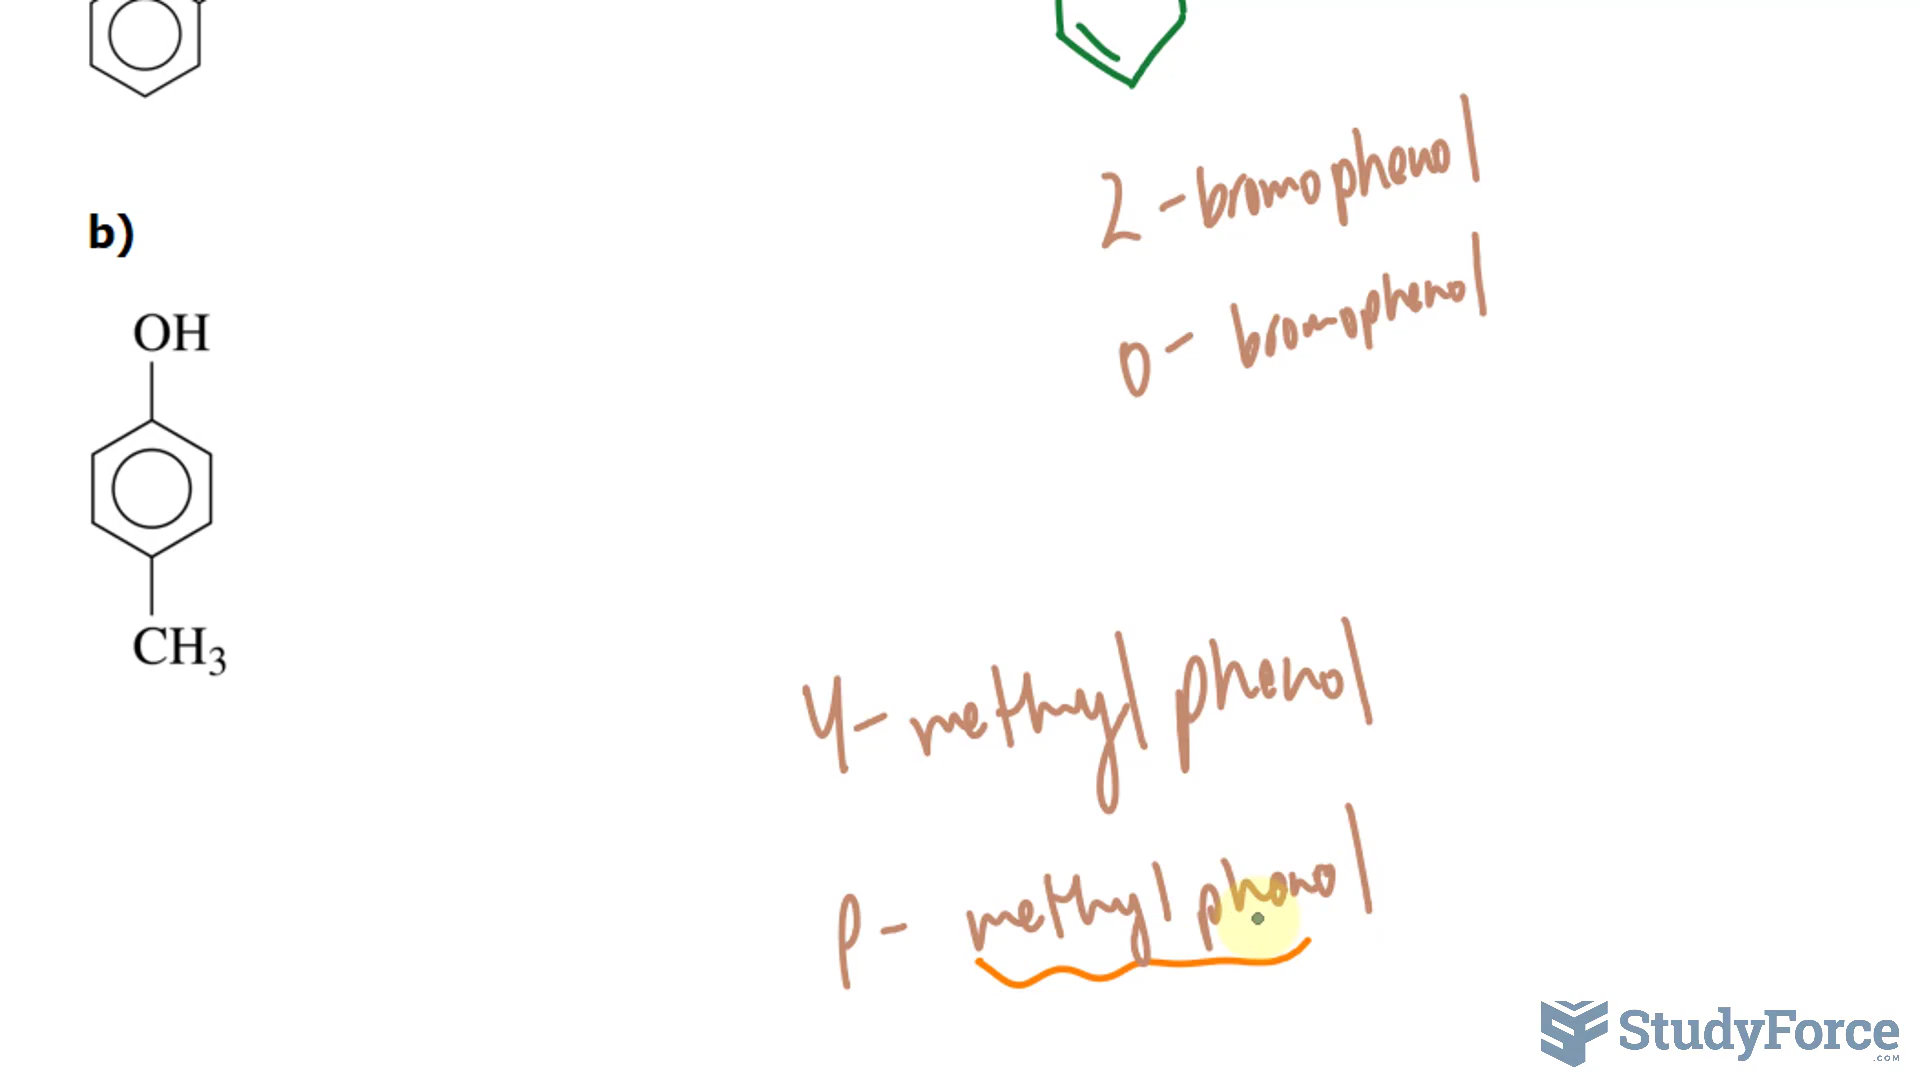 2-bromophenol
o-bromophenol
b)
OH
CH3
4-methyl phenol
p-methyl phenol
StudyForce
.COM